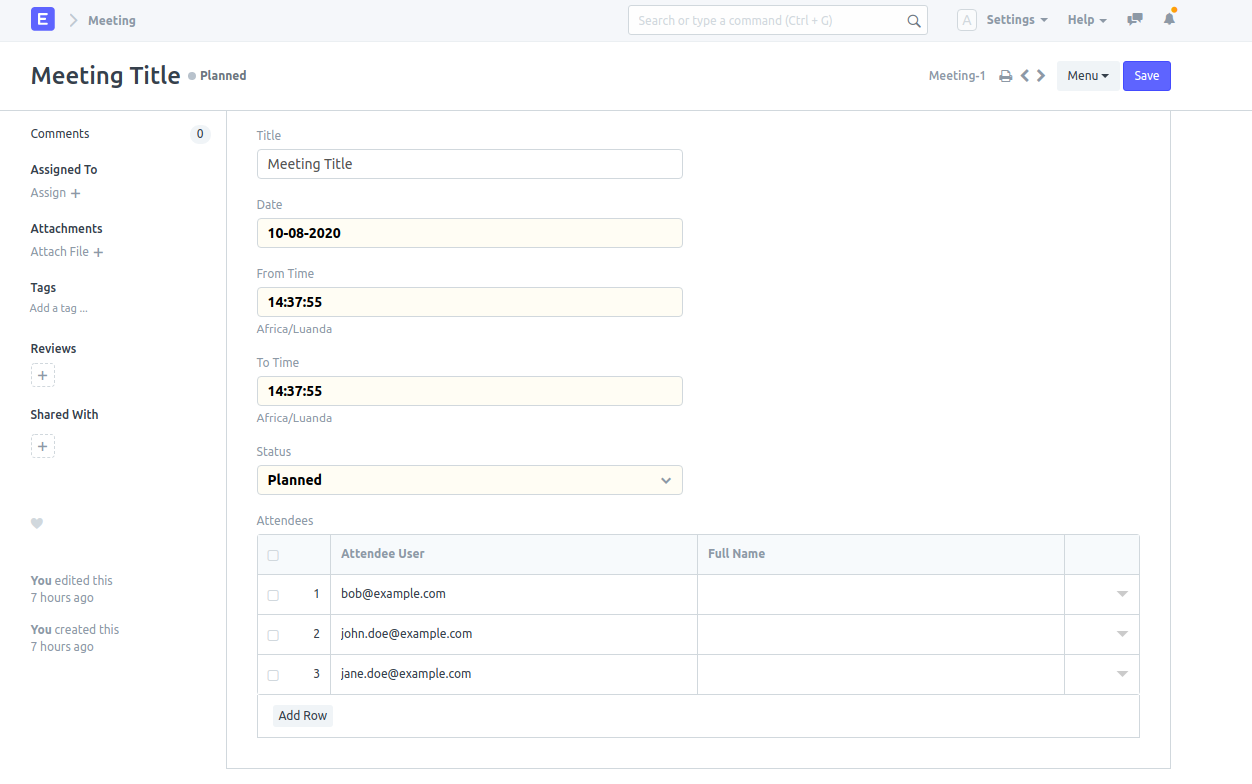 E
Meeting
Search or type a command (Ctrl + G)
A
Settings
Help
Meeting Title
Planned
Meeting-1
Menu
Save
Comments
0
Assigned To
Assign +
Attachments
Attach File +
Tags
Add a tag ...
Reviews
+
Shared With
+
You edited this
7 hours ago
You created this
7 hours ago
Title
Meeting Title
Date
10-08-2020
From Time
14:37:55
Africa/Luanda
To Time
14:37:55
Africa/Luanda
Status
Planned
Attendees
Attendee User Full Name
1 bob@example.com
2 john.doe@example.com
3 jane.doe@example.com
Add Row